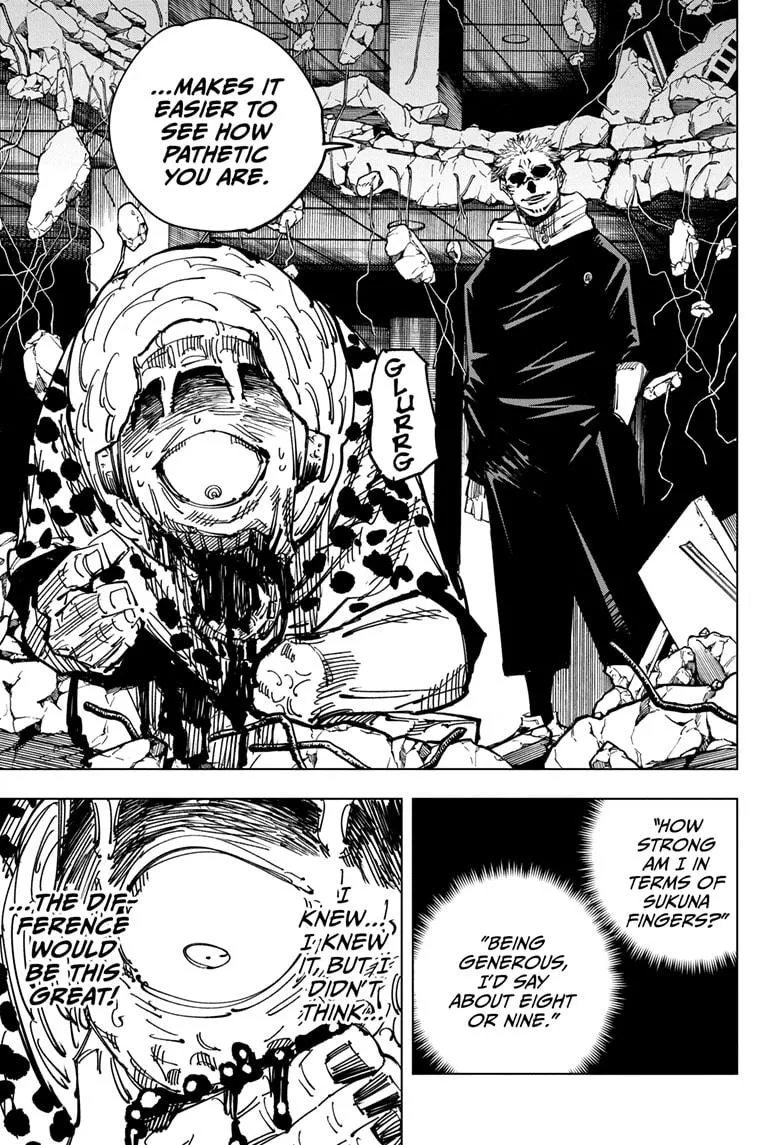 ...MAKES IT
EASIER TO
SEE HOW
PATHETIC
YOU ARE.
GLURRG
"HOW
STRONG
AM I IN
TERMS OF
SUKUNA
FINGERS?"
"BEING
GENEROUS,
I'D SAY
ABOUT EIGHT
OR NINE."
I
KNEW...
I KNEW
IT, BUT I
DIDN'T
THINK...
...THE DIF-
FERENCE
WOULD
BE THIS
GREAT!